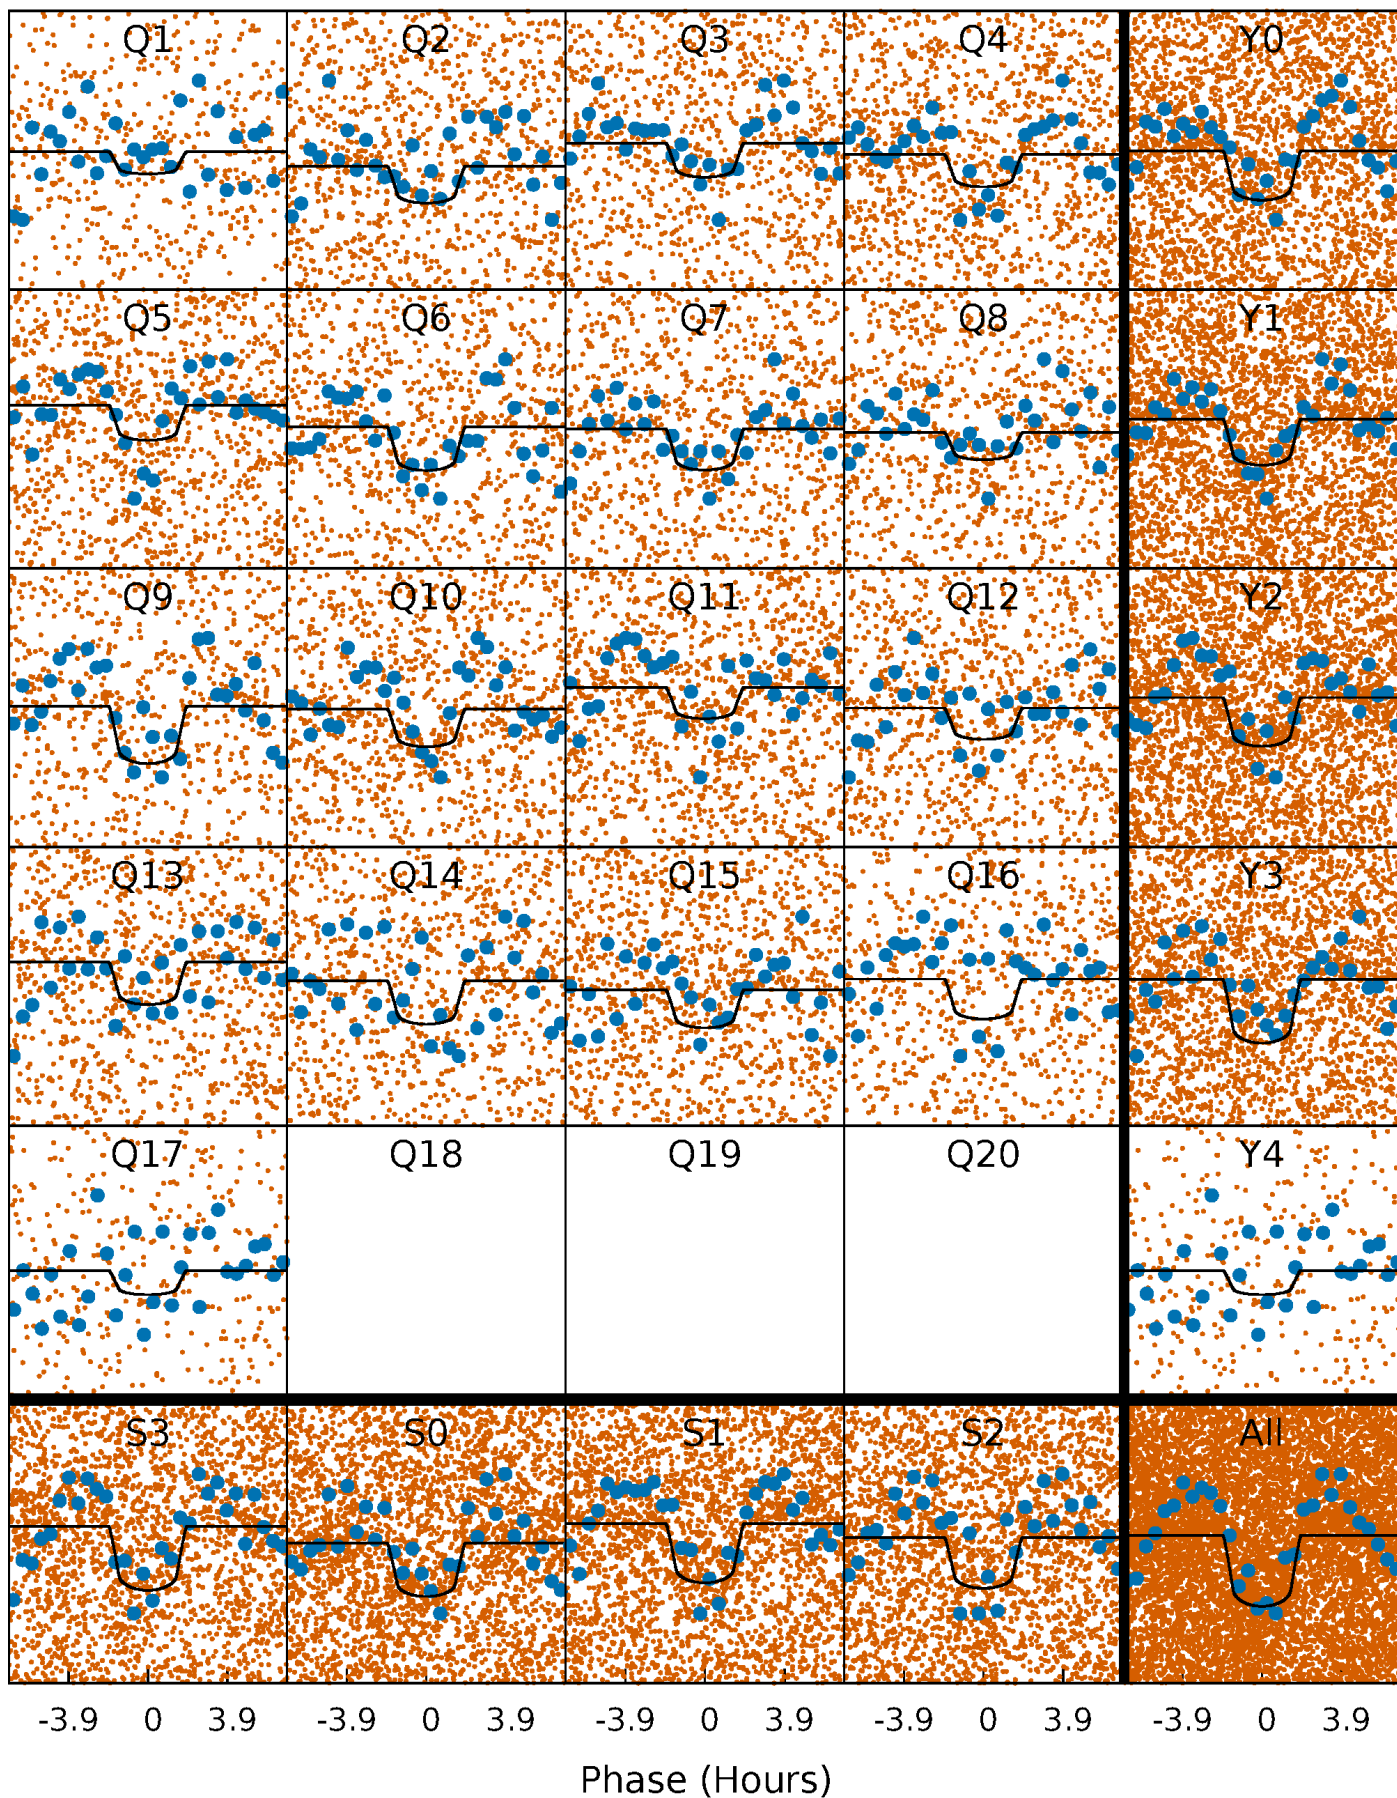 Q1 Q2 Q3 Q4 Y0
Q5 Q6 Q7 Q8 Y1
Q9 Q10 Q11 Q12 Y2
Q13 Q14 Q15 Q16 Y3
Q17 Q18 Q19 Q20 Y4
S3 S0 S1 S2 All
-3.9 0 3.9 -3.9 0 3.9 -3.9 0 3.9 -3.9 0 3.9 -3.9 0 3.9
Phase (Hours)